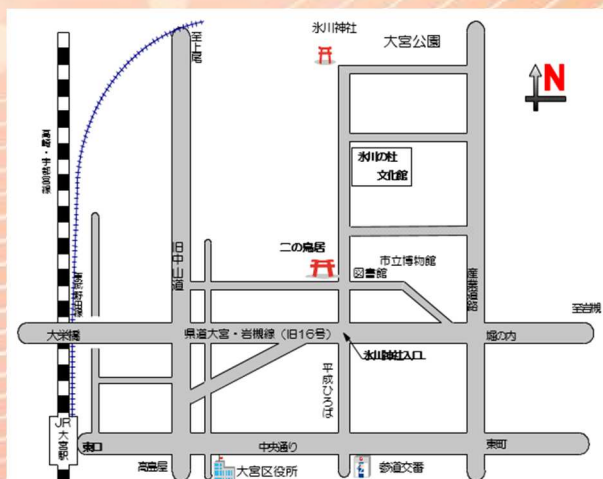 氷川神社
大宮公園
至上尾
N
氷川の杜
文化館
二の鳥居
旧中山道
市立博物館
図書館
産業道路
至岩槻
大栄橋
県道大宮・岩槻線（旧16号）
堀の内
氷川神社入口
平成ひろば
JR
大宮駅
東口
中央通り
東町
高島屋
大宮区役所
参道交番